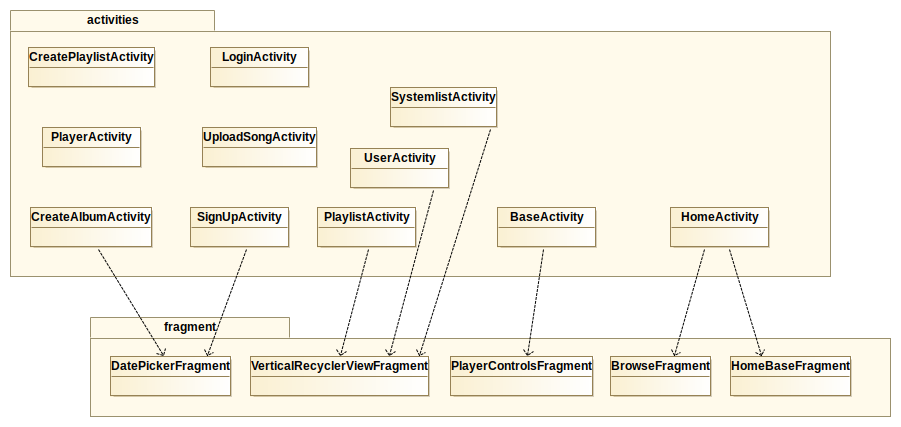 activities
CreatePlaylistActivity
LoginActivity
SystemlistActivity
PlayerActivity
UploadSongActivity
UserActivity
CreateAlbumActivity
SignUpActivity
PlaylistActivity
BaseActivity
HomeActivity
fragment
DatePickerFragment
VerticalRecyclerViewFragment
PlayerControlsFragment
BrowseFragment
HomeBaseFragment